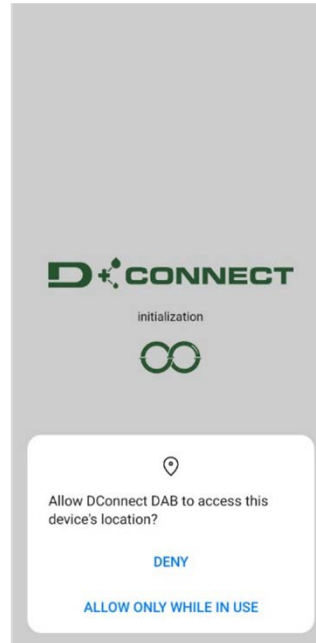 D+CONNECT
initialization
Allow DConnect DAB to access this
device's location?
DENY
ALLOW ONLY WHILE IN USE